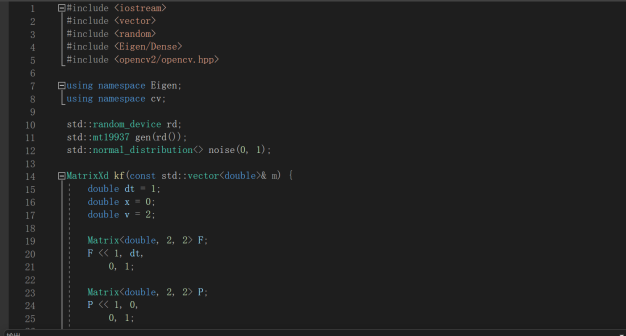 1 #include <iostream>
2 #include <vector>
3 #include <random>
4 #include <Eigen/Dense>
5 #include <opencv2/opencv.hpp>
6
7 using namespace Eigen;
8 using namespace cv;
9
10 std::random_device rd;
11 std::mt19937 gen(rd());
12 std::normal_distribution<> noise(0, 1);
13
14 MatrixXd kf(const std::vector<double>& m) {
15 double dt = 1;
16 double x = 0;
17 double v = 2;
18
19 Matrix<double, 2, 2> F;
20 F << 1, dt,
21 0, 1;
22
23 Matrix<double, 2, 2> P;
24 P << 1, 0,
25 0, 1;